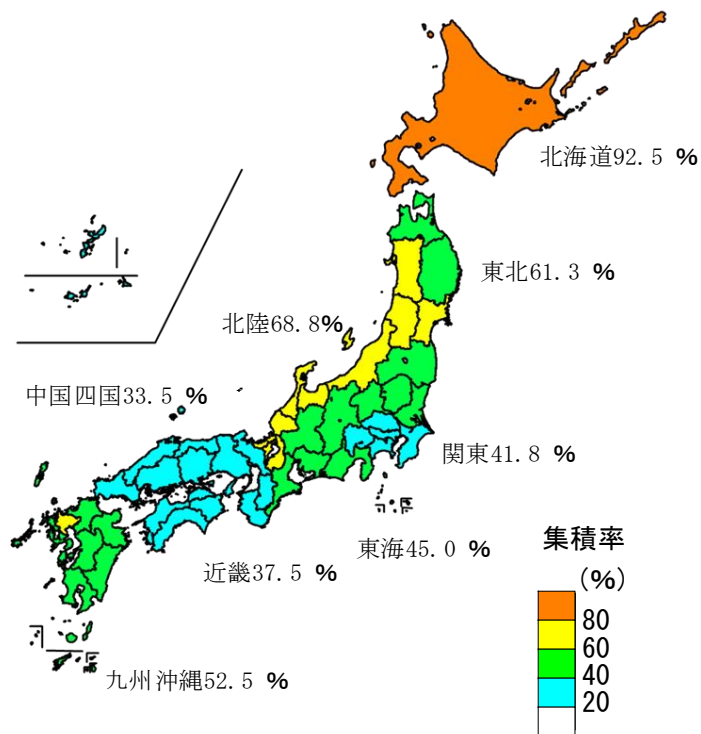 北海道92.5 %
東北61.3 %
北陸68.8%
中国四国33.5 %
関東41.8 %
東海45.0 %
近畿37.5 %
九州沖縄52.5 %
集積率
(%)
80
60
40
20